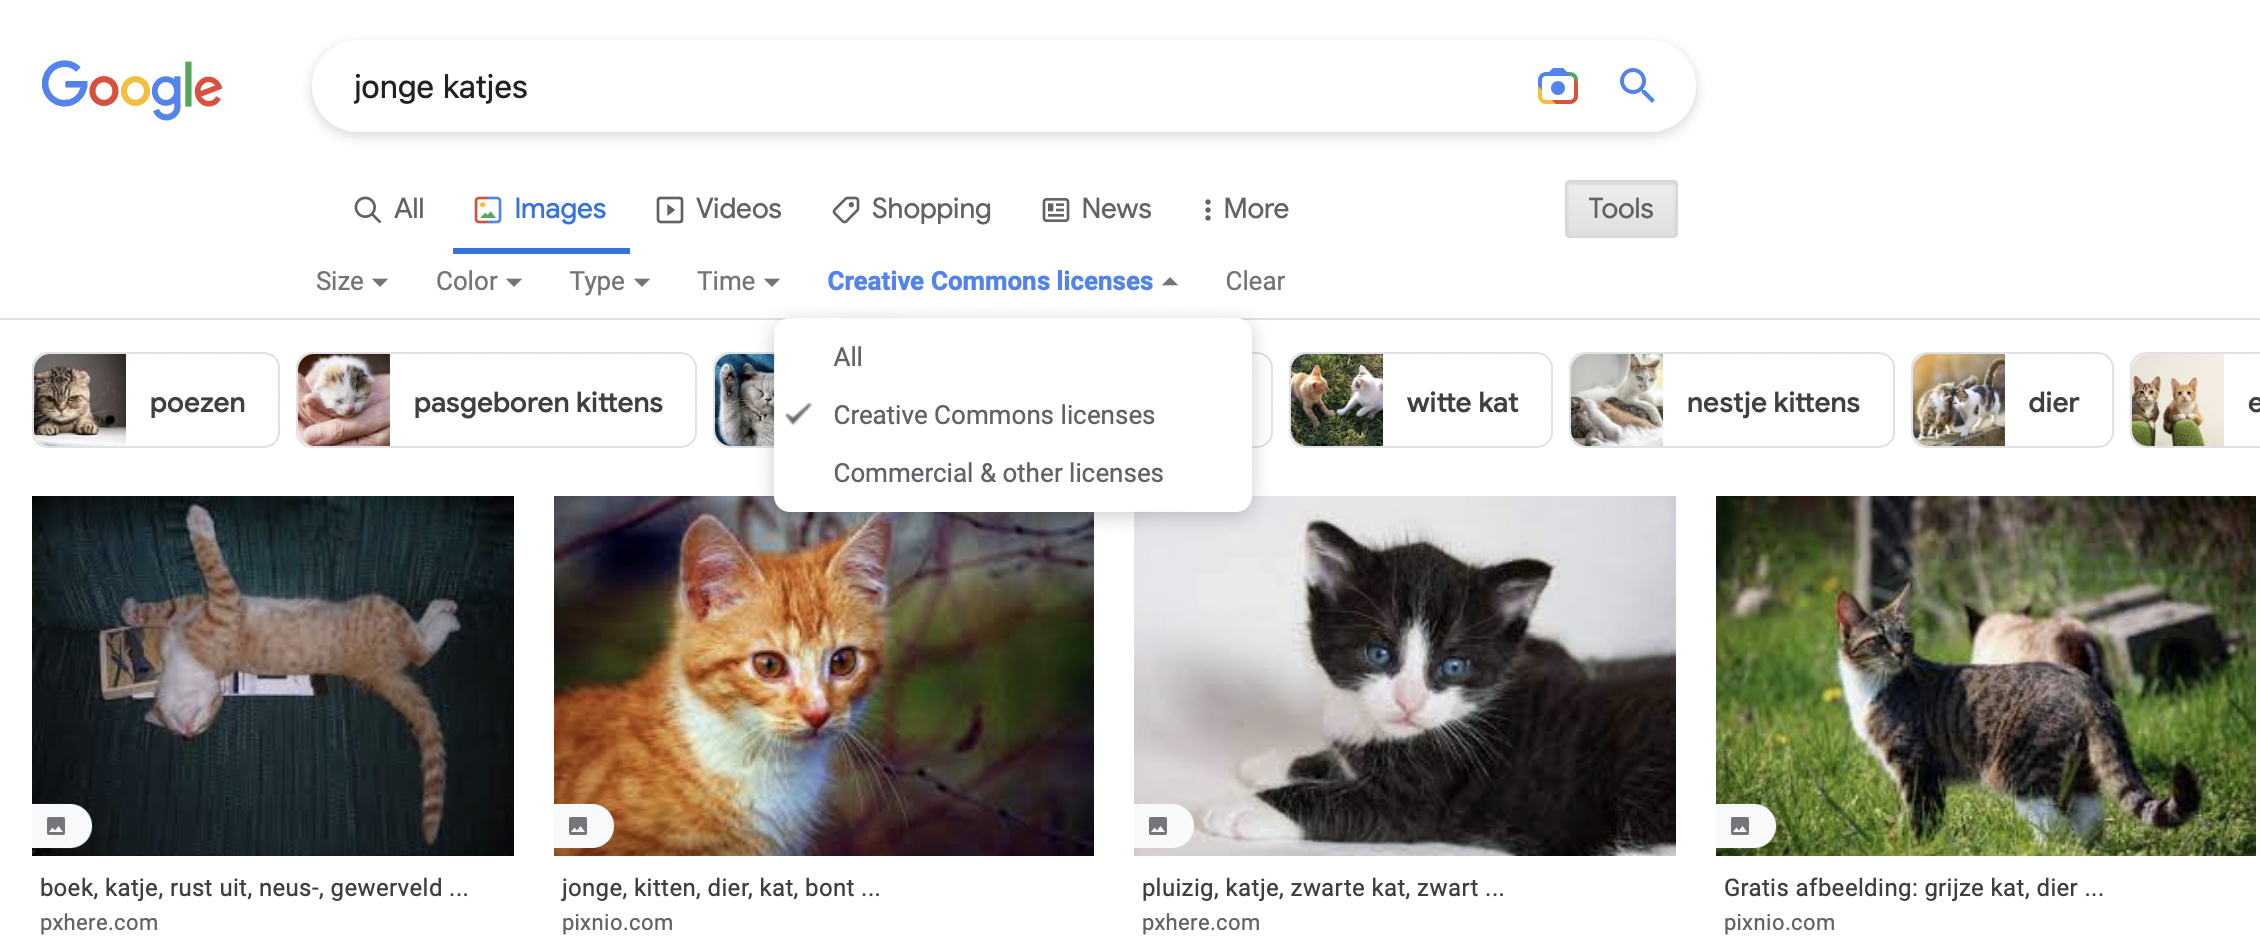 Google
jonge katjes
All Images Videos Shopping News More Tools
Size Color Type Time Creative Commons licenses Clear
All
Creative Commons licenses
Commercial & other licenses
poezen pasgeboren kittens witte kat nestje kittens dier
boek, katje, rust uit, neus-, gewerveld ...
pxhere.com
jonge, kitten, dier, kat, bont ...
pixnio.com
pluizig, katje, zwarte kat, zwart ...
pxhere.com
Gratis afbeelding: grijze kat, dier ...
pixnio.com